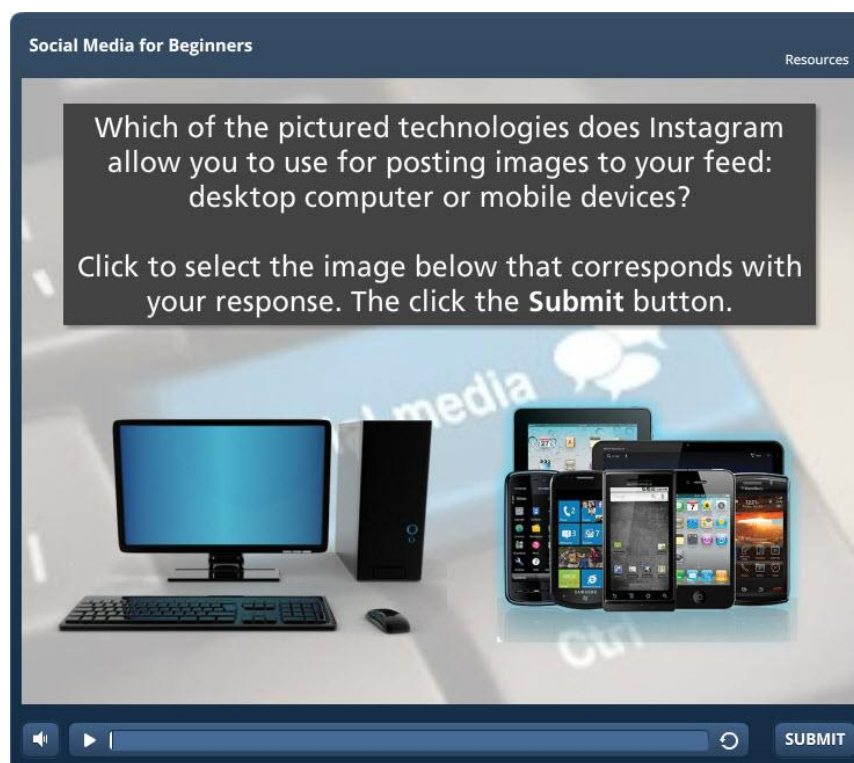 Social Media for Beginners
Resources
Which of the pictured technologies does Instagram
allow you to use for posting images to your feed:
desktop computer or mobile devices?
Click to select the image below that corresponds with
your response. The click the Submit button.
media
Ctrl
SUBMIT